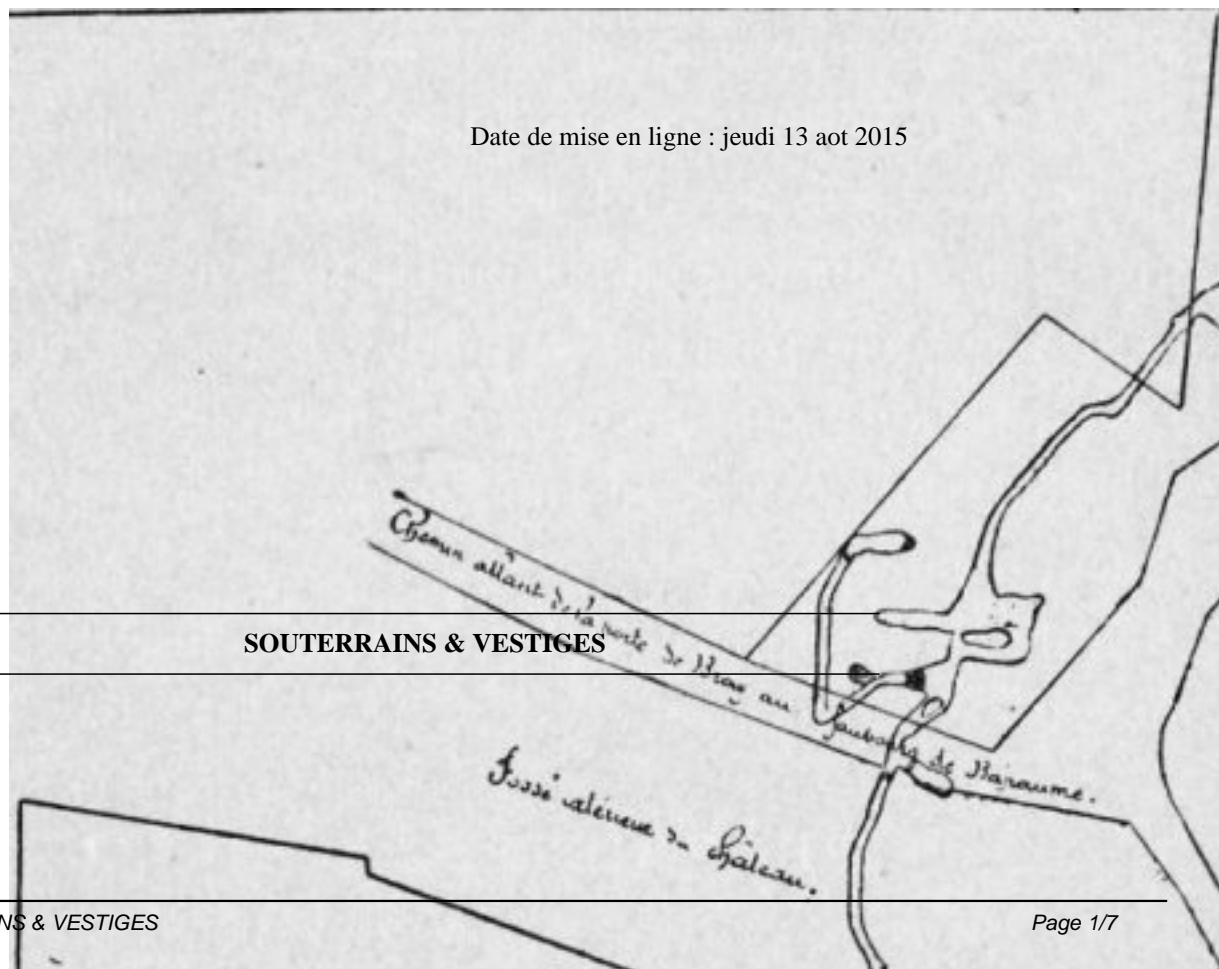 Date de mise en ligne : jeudi 13 aot 2015
Chemin allant de la porte de Bray au faubourg de Baraume.
SOUTERRAINS & VESTIGES
Fossé extérieur du Château.
NS & VESTIGES
Page 1/7